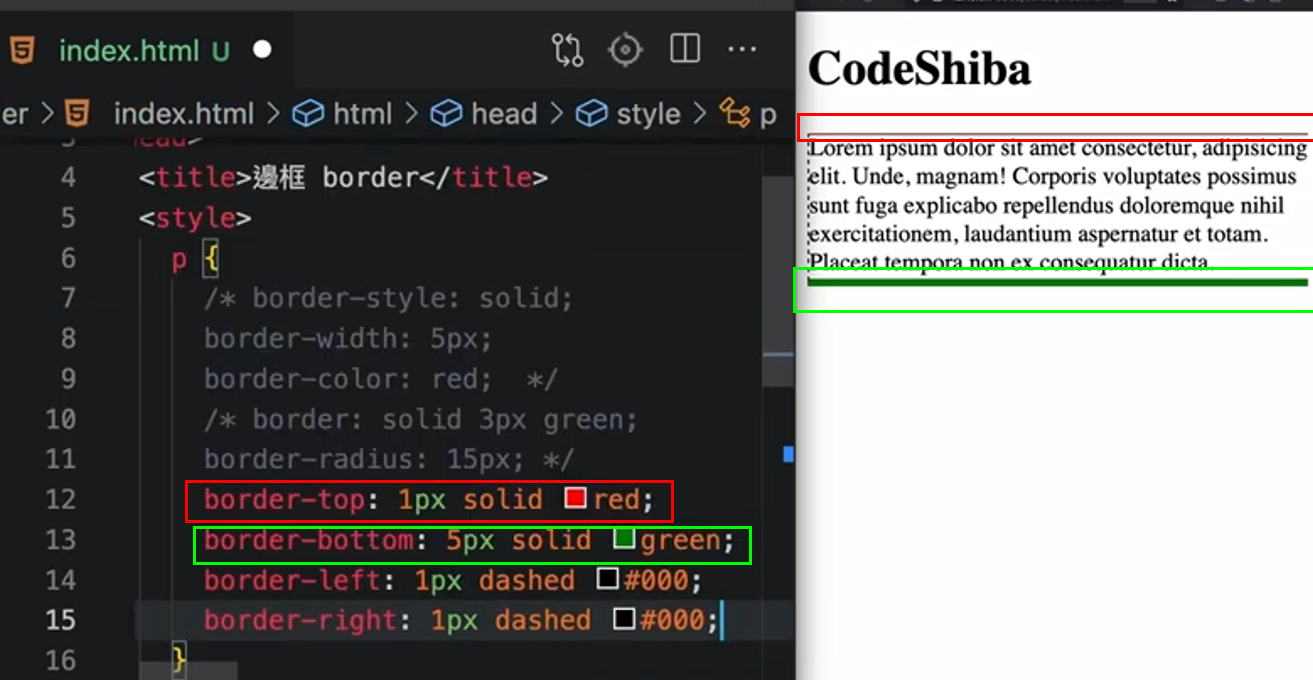 index.html U
er > index.html > html > head > style > p
4 <title>邊框 border</title>
5 <style>
6 p {
7 /* border-style: solid;
8 border-width: 5px;
9 border-color: red;  */
10 /* border: solid 3px green;
11 border-radius: 15px; */
12 border-top: 1px solid red;
13 border-bottom: 5px solid green;
14 border-left: 1px dashed #000;
15 border-right: 1px dashed #000;
16 }
CodeShiba
Lorem ipsum dolor sit amet consectetur, adipisicing
elit. Unde, magnam! Corporis voluptates possimus
sunt fuga explicabo repellendus doloremque nihil
exercitationem, laudantium aspernatur et totam.
Placeat tempora non ex consequatur dicta.